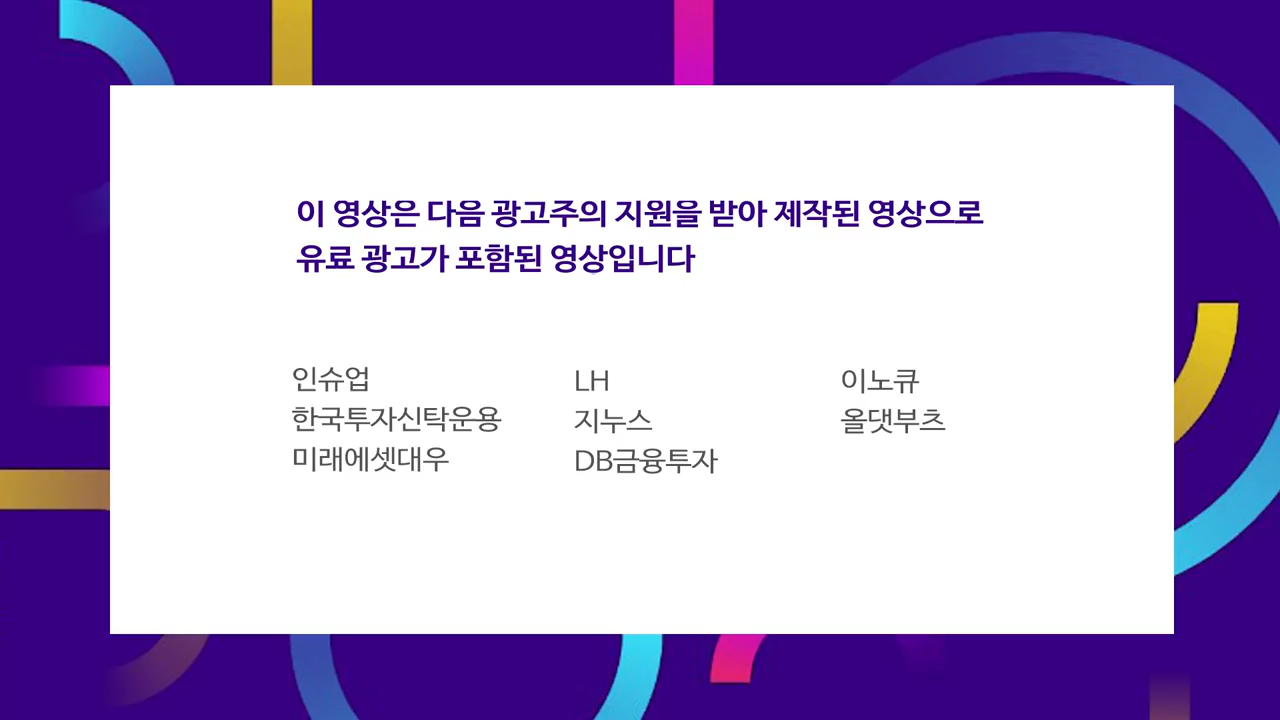 이 영상은 다음 광고주의 지원을 받아 제작된 영상으로
유료 광고가 포함된 영상입니다
인슈업
한국투자신탁운용
미래에셋대우
LH
지누스
DB금융투자
이노큐
올댓부츠